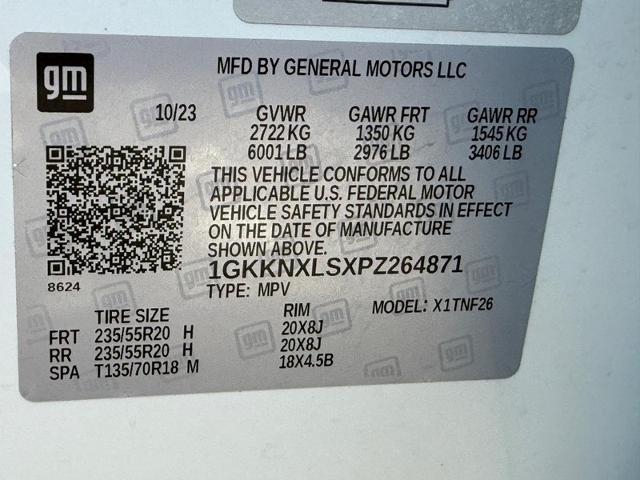 gm
MFD BY GENERAL MOTORS LLC
10/23 GVWR GAWR FRT GAWR RR
2722 KG 1350 KG 1545 KG
6001 LB 2976 LB 3406 LB
THIS VEHICLE CONFORMS TO ALL
APPLICABLE U.S. FEDERAL MOTOR
VEHICLE SAFETY STANDARDS IN EFFECT
ON THE DATE OF MANUFACTURE
SHOWN ABOVE.
8624
1GKKNXLSXPZ264871
TYPE: MPV MODEL: X1TNF26
TIRE SIZE RIM
FRT 235/55R20 H 20X8J
RR 235/55R20 H 20X8J
SPA T135/70R18 M 18X4.5B